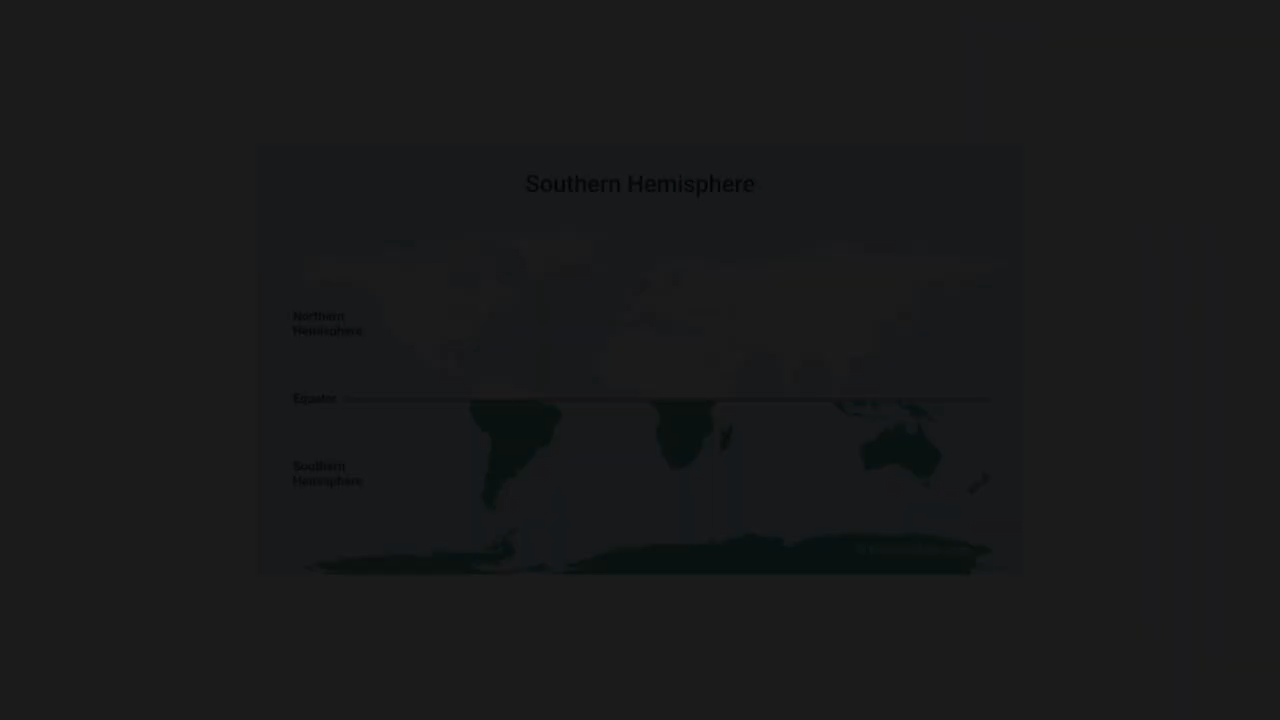 Southern Hemisphere
Northern
Hemisphere
Equator
Southern
Hemisphere